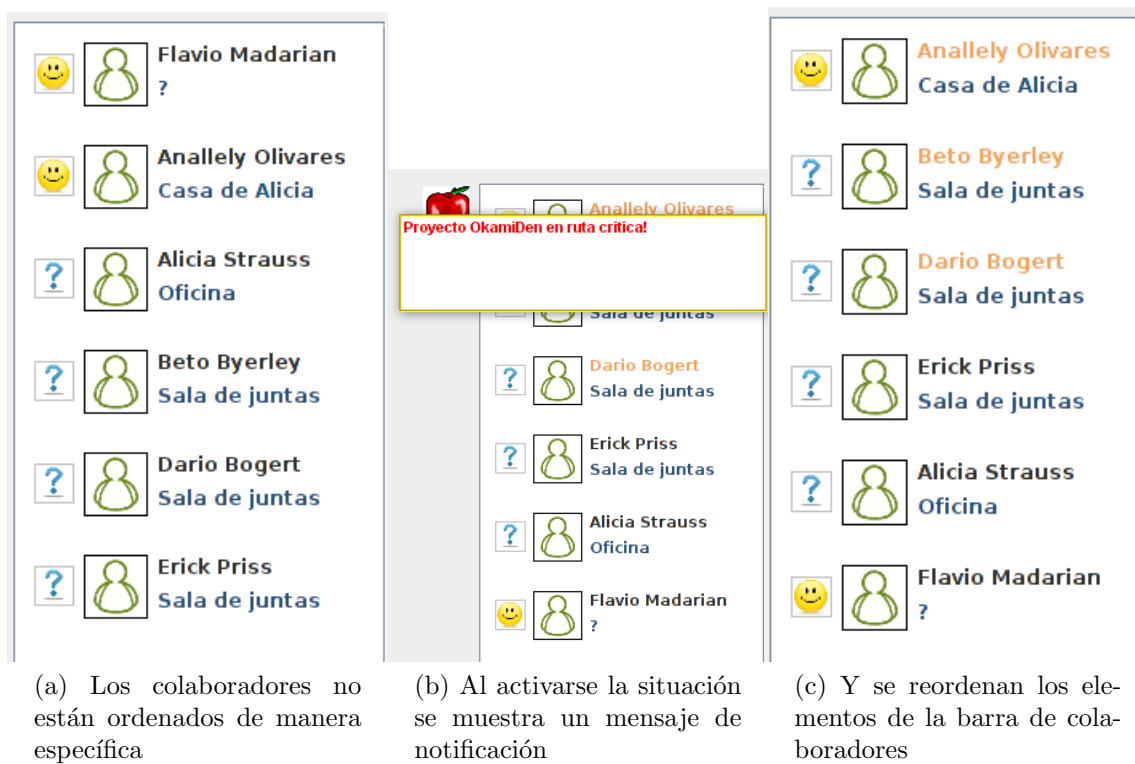 Flavio Madarian
?
Anallely Olivares
Casa de Alicia
Alicia Strauss
Oficina
Beto Byerley
Sala de juntas
Dario Bogert
Sala de juntas
Erick Priss
Sala de juntas
(a) Los colaboradores no
están ordenados de manera
específica
Anallely Olivares
Proyecto OkamiDen en ruta critica!
Sala de juntas
Dario Bogert
Sala de juntas
Erick Priss
Sala de juntas
Alicia Strauss
Oficina
Flavio Madarian
?
(b) Al activarse la situación
se muestra un mensaje de
notificación
Anallely Olivares
Casa de Alicia
Beto Byerley
Sala de juntas
Dario Bogert
Sala de juntas
Erick Priss
Sala de juntas
Alicia Strauss
Oficina
Flavio Madarian
?
(c) Y se reordenan los ele-
mentos de la barra de cola-
boradores